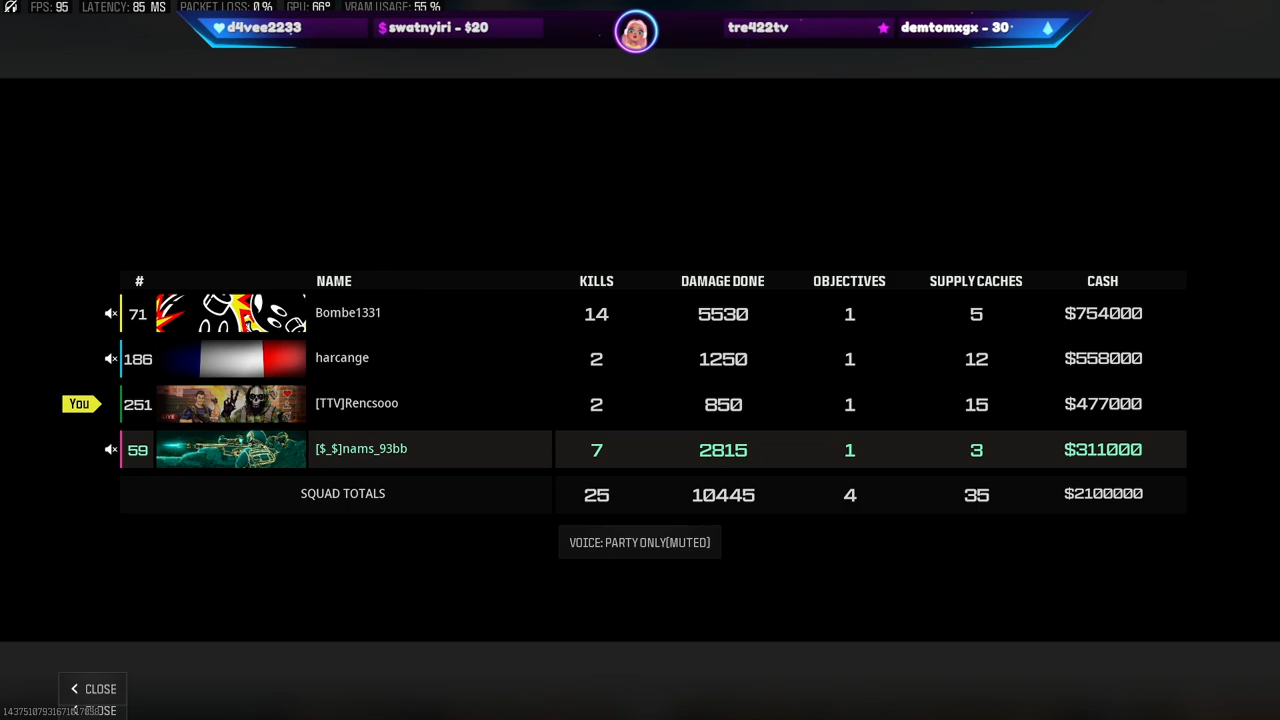 FPS: 95 LATENCY: 85 MS PACKET LOSS: 0 % GPU: 66° VRAM USAGE: 55 %
d4vee2233 $ swatnyiri - $20 tre422tv demtomxgx - 30
# NAME KILLS DAMAGE DONE OBJECTIVES SUPPLY CACHES CASH
71 Bombe1331 14 5530 1 5 $754000
186 harcange 2 1250 1 12 $558000
You 251 LIVE [TTV]Rencsooo 2 850 1 15 $477000
59 [$_$]nams_93bb 7 2815 1 3 $311000
SQUAD TOTALS 25 10445 4 35 $2100000
VOICE: PARTY ONLY[MUTED]
CLOSE